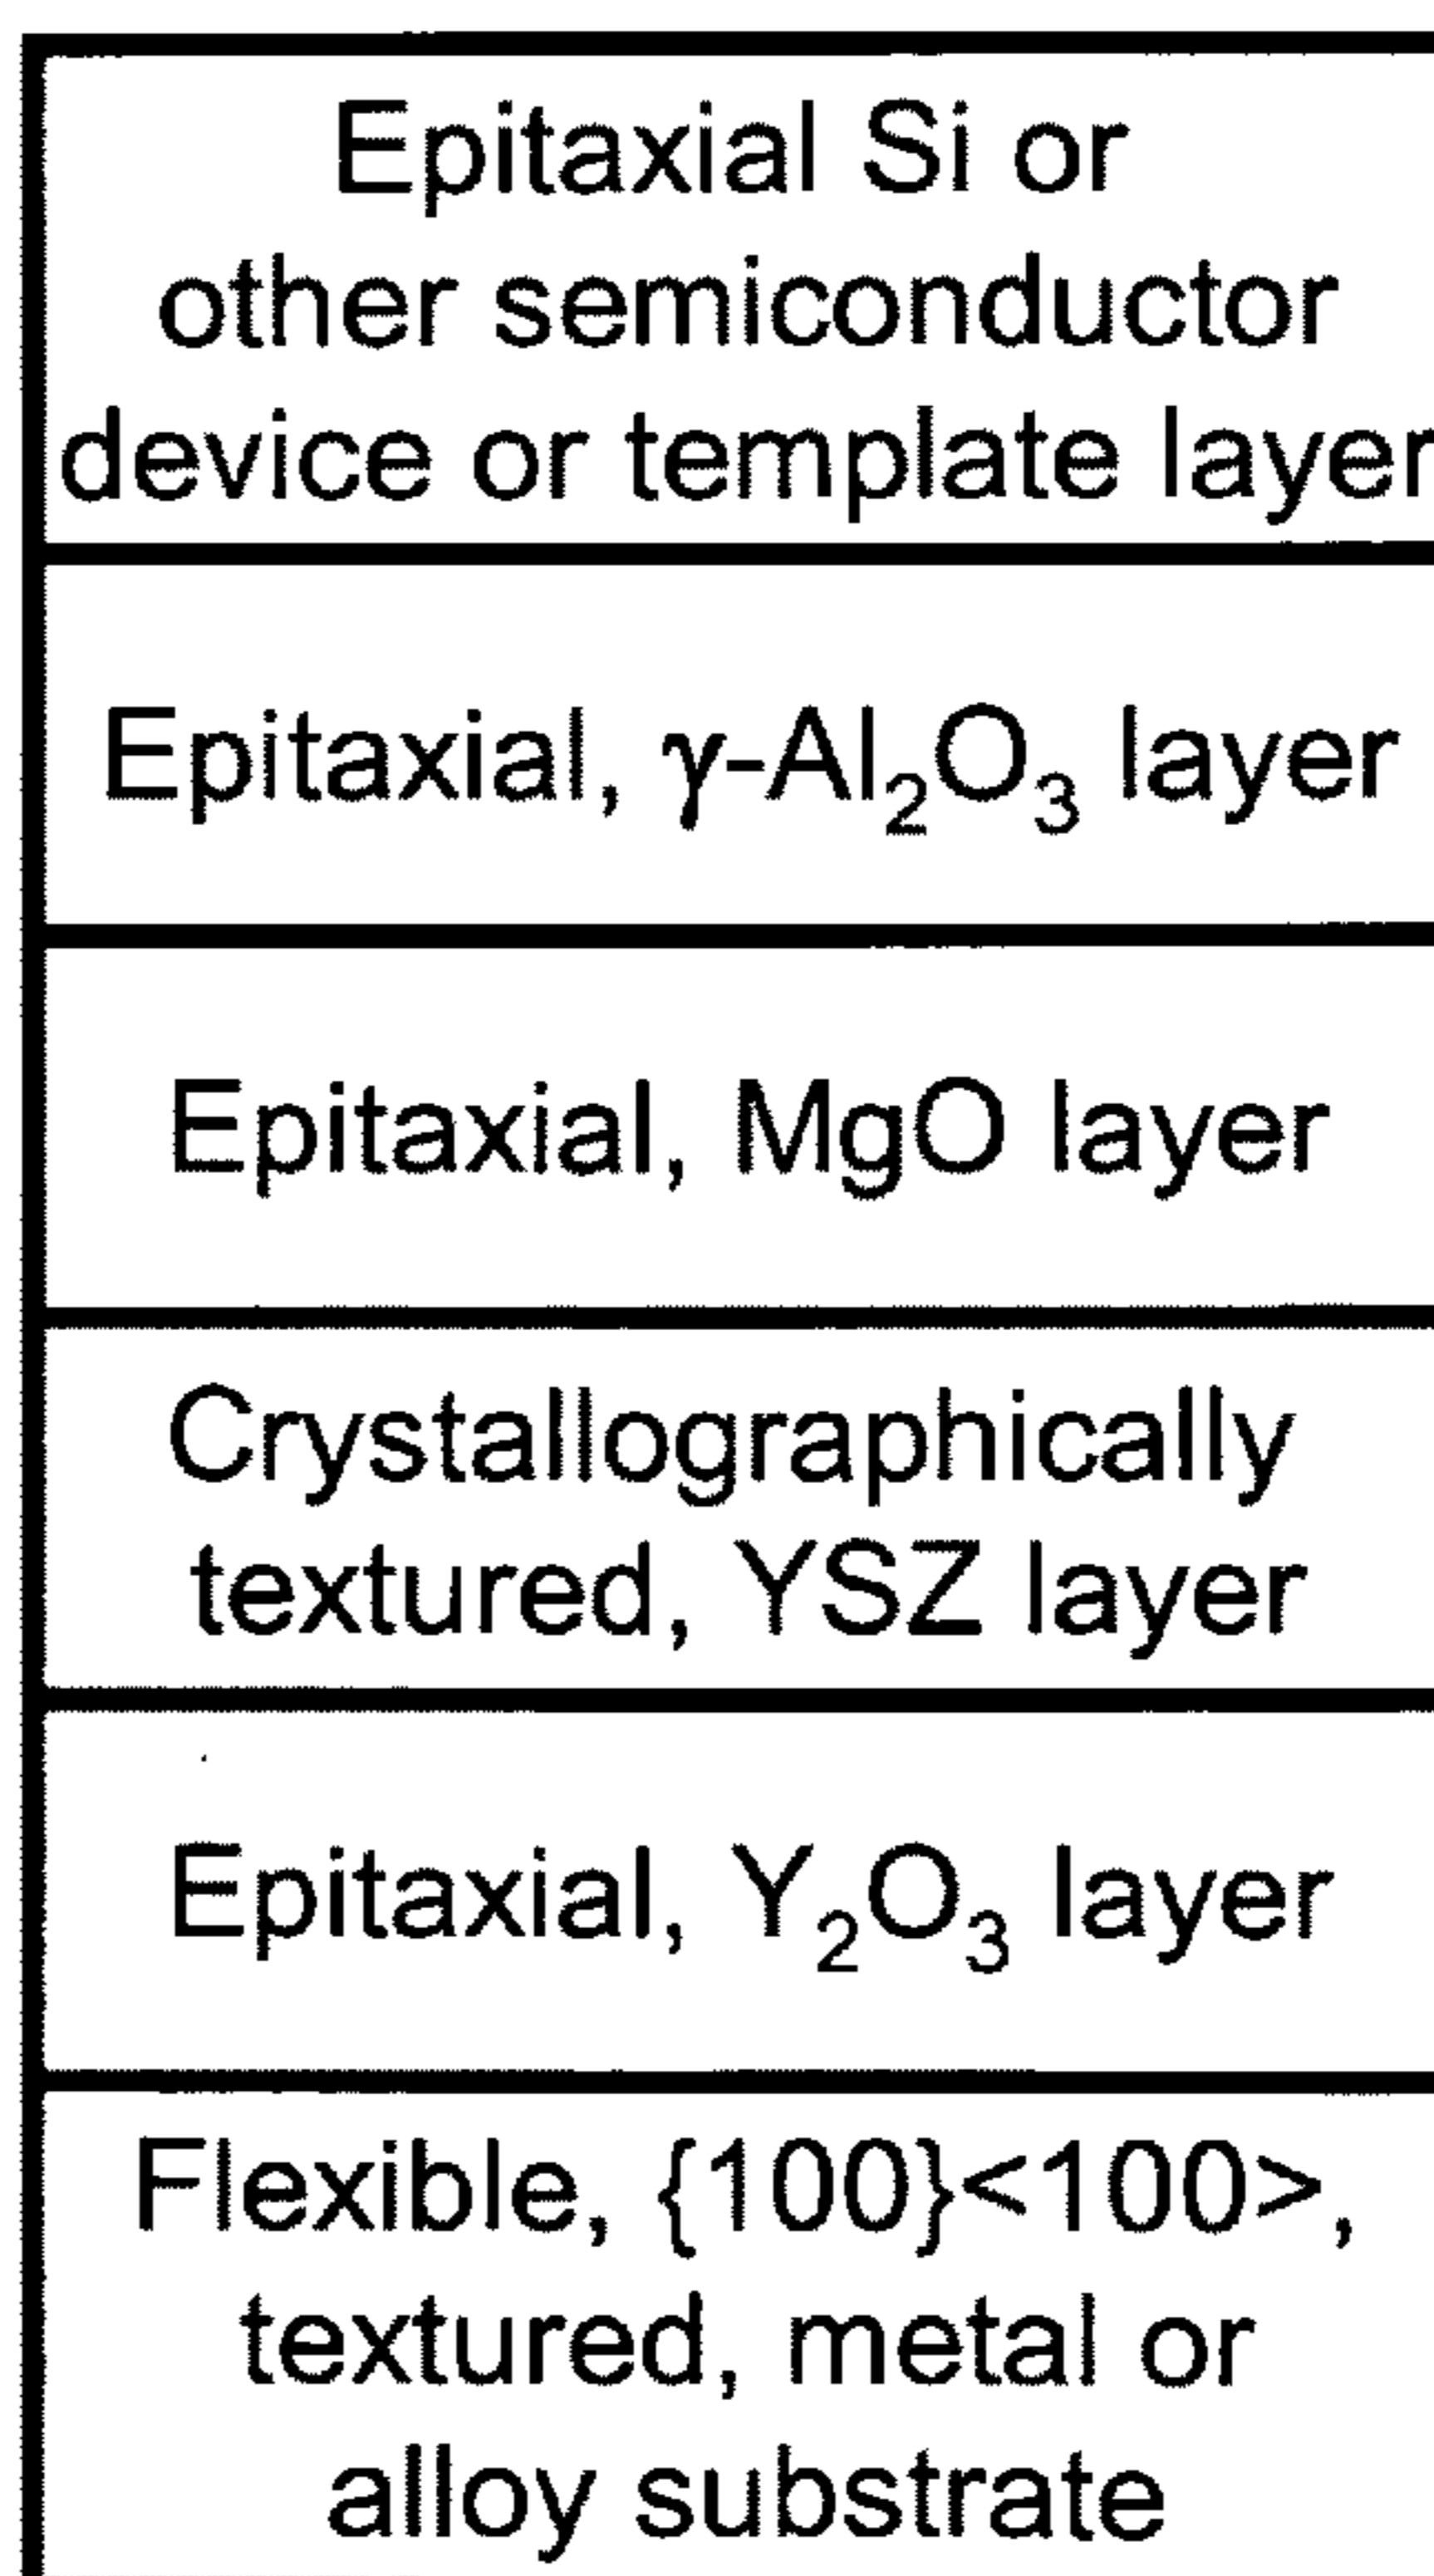 Epitaxial Si or
other semiconductor
device or template layer
Epitaxial, γ-Al₂O₃ layer
Epitaxial, MgO layer
Crystallographically
textured, YSZ layer
Epitaxial, Y₂O₃ layer
Flexible, {100}<100>,
textured, metal or
alloy substrate